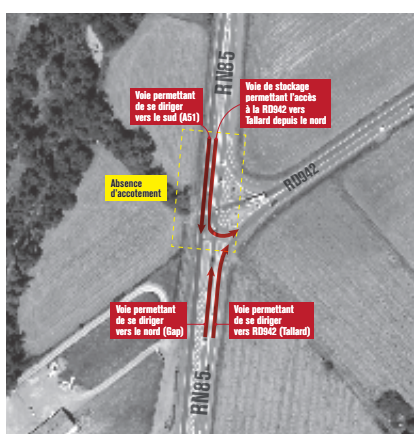 RN85
Voie permettant
de se diriger
vers le sud (A51)
Voie de stockage
permettant l'accès
à la RD942 vers
Tallard depuis le nord
Absence
d'accotement
RD942
Voie permettant
de se diriger
vers le nord (Gap)
Voie permettant
de se diriger
vers RD942 (Tallard)
RN85